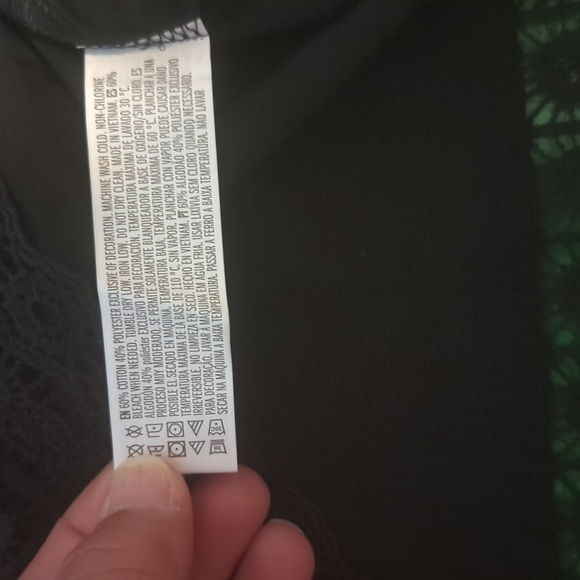 EN 60% COTTON 40% POLYESTER EXCLUSIVE OF DECORATION. MACHINE WASH COLD. NON-CHLORINE
BLEACH WHEN NEEDED. TUMBLE DRY LOW. IRON LOW. DO NOT DRY CLEAN. MADE IN VIETNAM. ES 60%
ALGODÓN 40% poliéster EXCLUSIVO PARA DECORACIÓN. TEMPERATURA MÁXIMA DE LAVADO 30 °C.
PROCESO MUY MODERADO, SE PERMITE SOLAMENTE BLANQUEADOR A BASE DE OXÍGENO/SIN CLORO. ES
POSIBLE EL SECADO EN MÁQUINA, TEMPERATURA BAJA, TEMPERATURA MÁXIMA DE 60 °C, PLANCHAR A UNA
TEMPERATURA MÁXIMA DE LA BASE DE 110 °C, SIN VAPOR. PLANCHAR CON VAPOR PUEDE CAUSAR DAÑO
IRREVERSIBLE. NO LIMPIEZA EN SECO. HECHO EN VIETNAM. PT 60% ALGODÃO 40% POLIÉSTER EXCLUSIVO
PARA DECORAÇÃO. LAVAR À MÁQUINA EM ÁGUA FRIA. USAR LIXÍVIA SEM CLORO QUANDO NECESSÁRIO.
SECAR NA MÁQUINA A BAIXA TEMPERATURA. PASSAR A FERRO A BAIXA TEMPERATURA. NÃO LAVAR